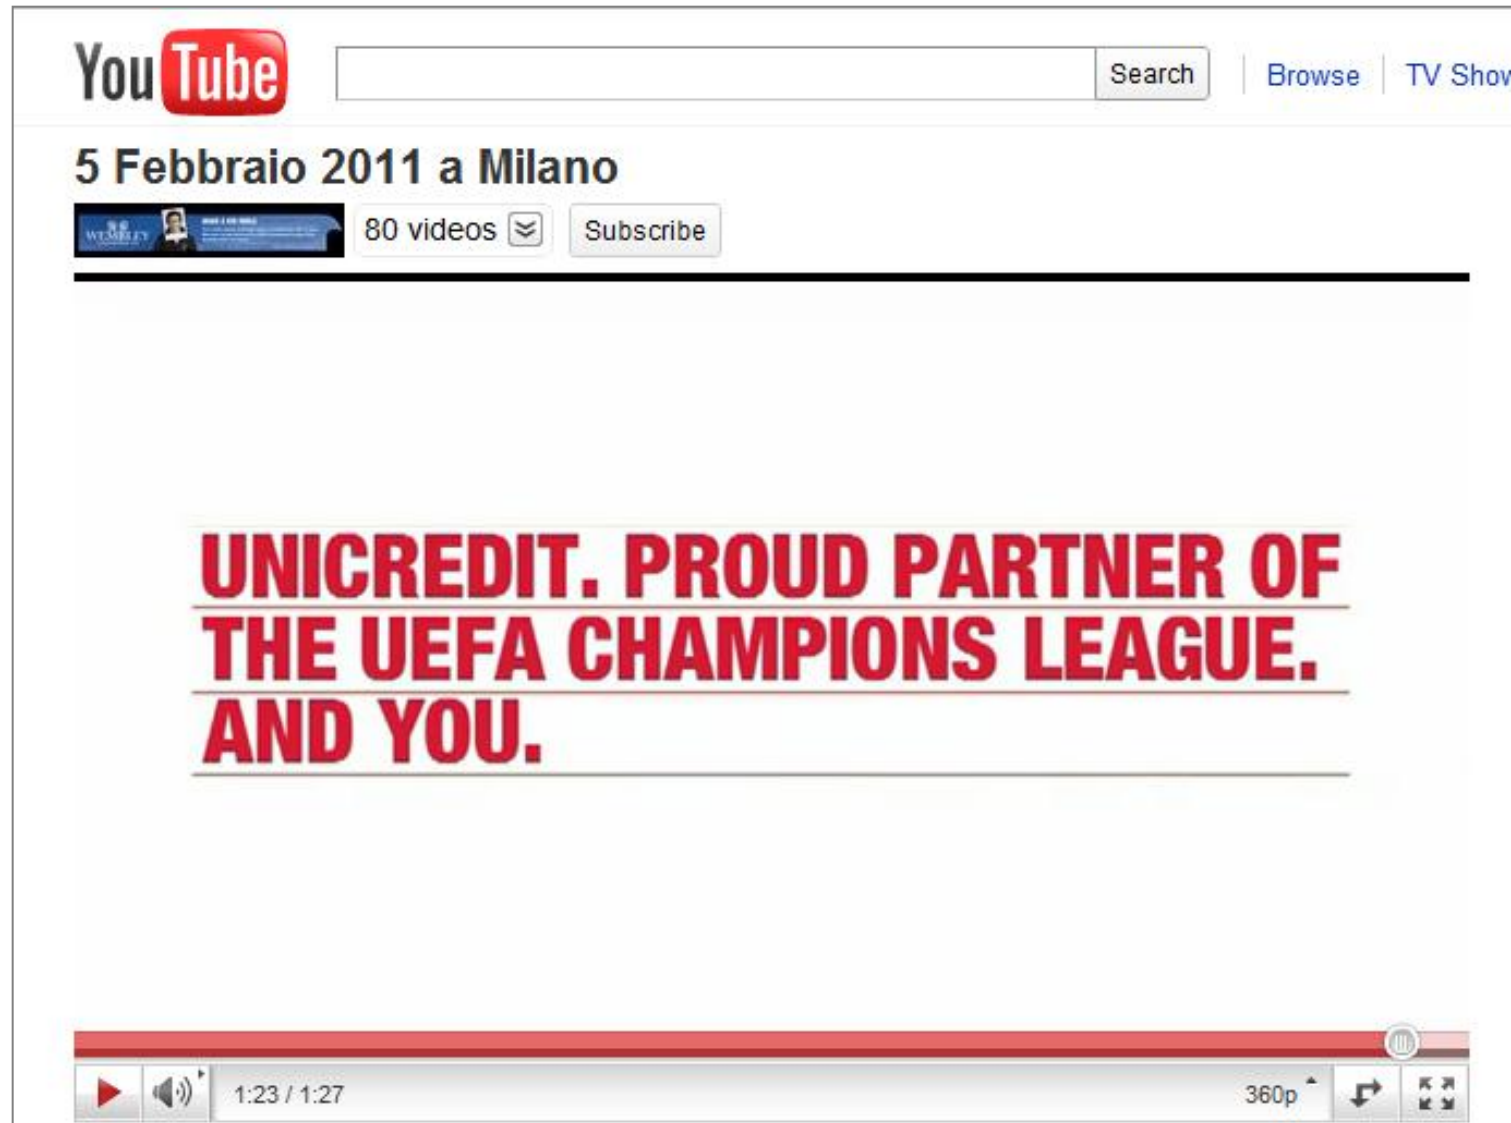 YouTube
Search
Browse
TV Show
5 Febbraio 2011 a Milano
WEMBLEY
80 videos
Subscribe
UNICREDIT. PROUD PARTNER OF
THE UEFA CHAMPIONS LEAGUE.
AND YOU.
1:23 / 1:27
360p